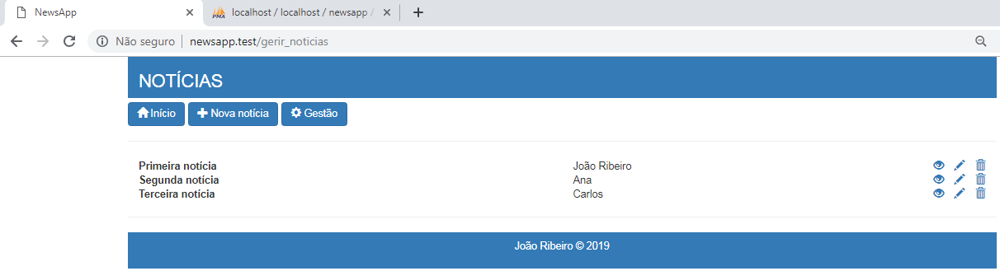 NewsApp
PMA localhost / localhost / newsapp /
Não seguro newsapp.test/gerir_noticias
NOTÍCIAS
Início Nova notícia Gestão
Primeira notícia João Ribeiro
Segunda notícia Ana
Terceira notícia Carlos
João Ribeiro © 2019